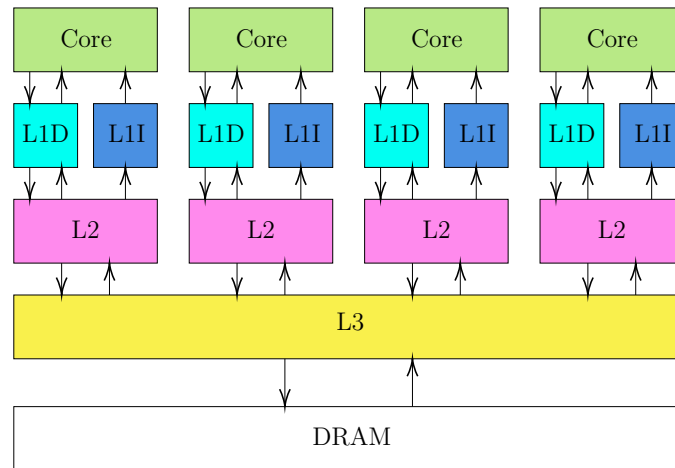 Core Core Core Core
L1D L1I L1D L1I L1D L1I L1D L1I
L2 L2 L2 L2
L3
DRAM